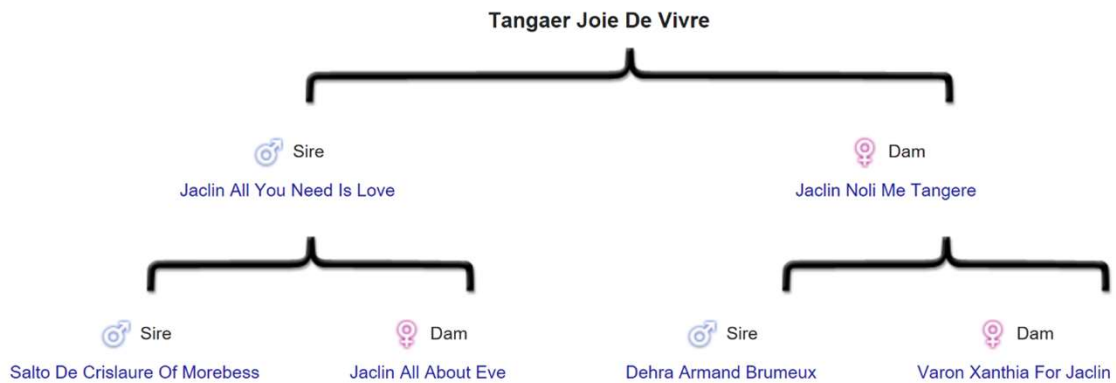 Tangaer Joie De Vivre
Sire
Dam
Jaclin All You Need Is Love
Jaclin Noli Me Tangere
Sire
Dam
Sire
Dam
Salto De Crislaure Of Morebess
Jaclin All About Eve
Dehra Armand Brumeux
Varon Xanthia For Jaclin